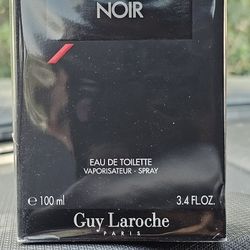 NOIR
EAU DE TOILETTE
VAPORISATEUR - SPRAY
e 100 ml 3.4 FL.OZ.
Guy Laroche
PARIS